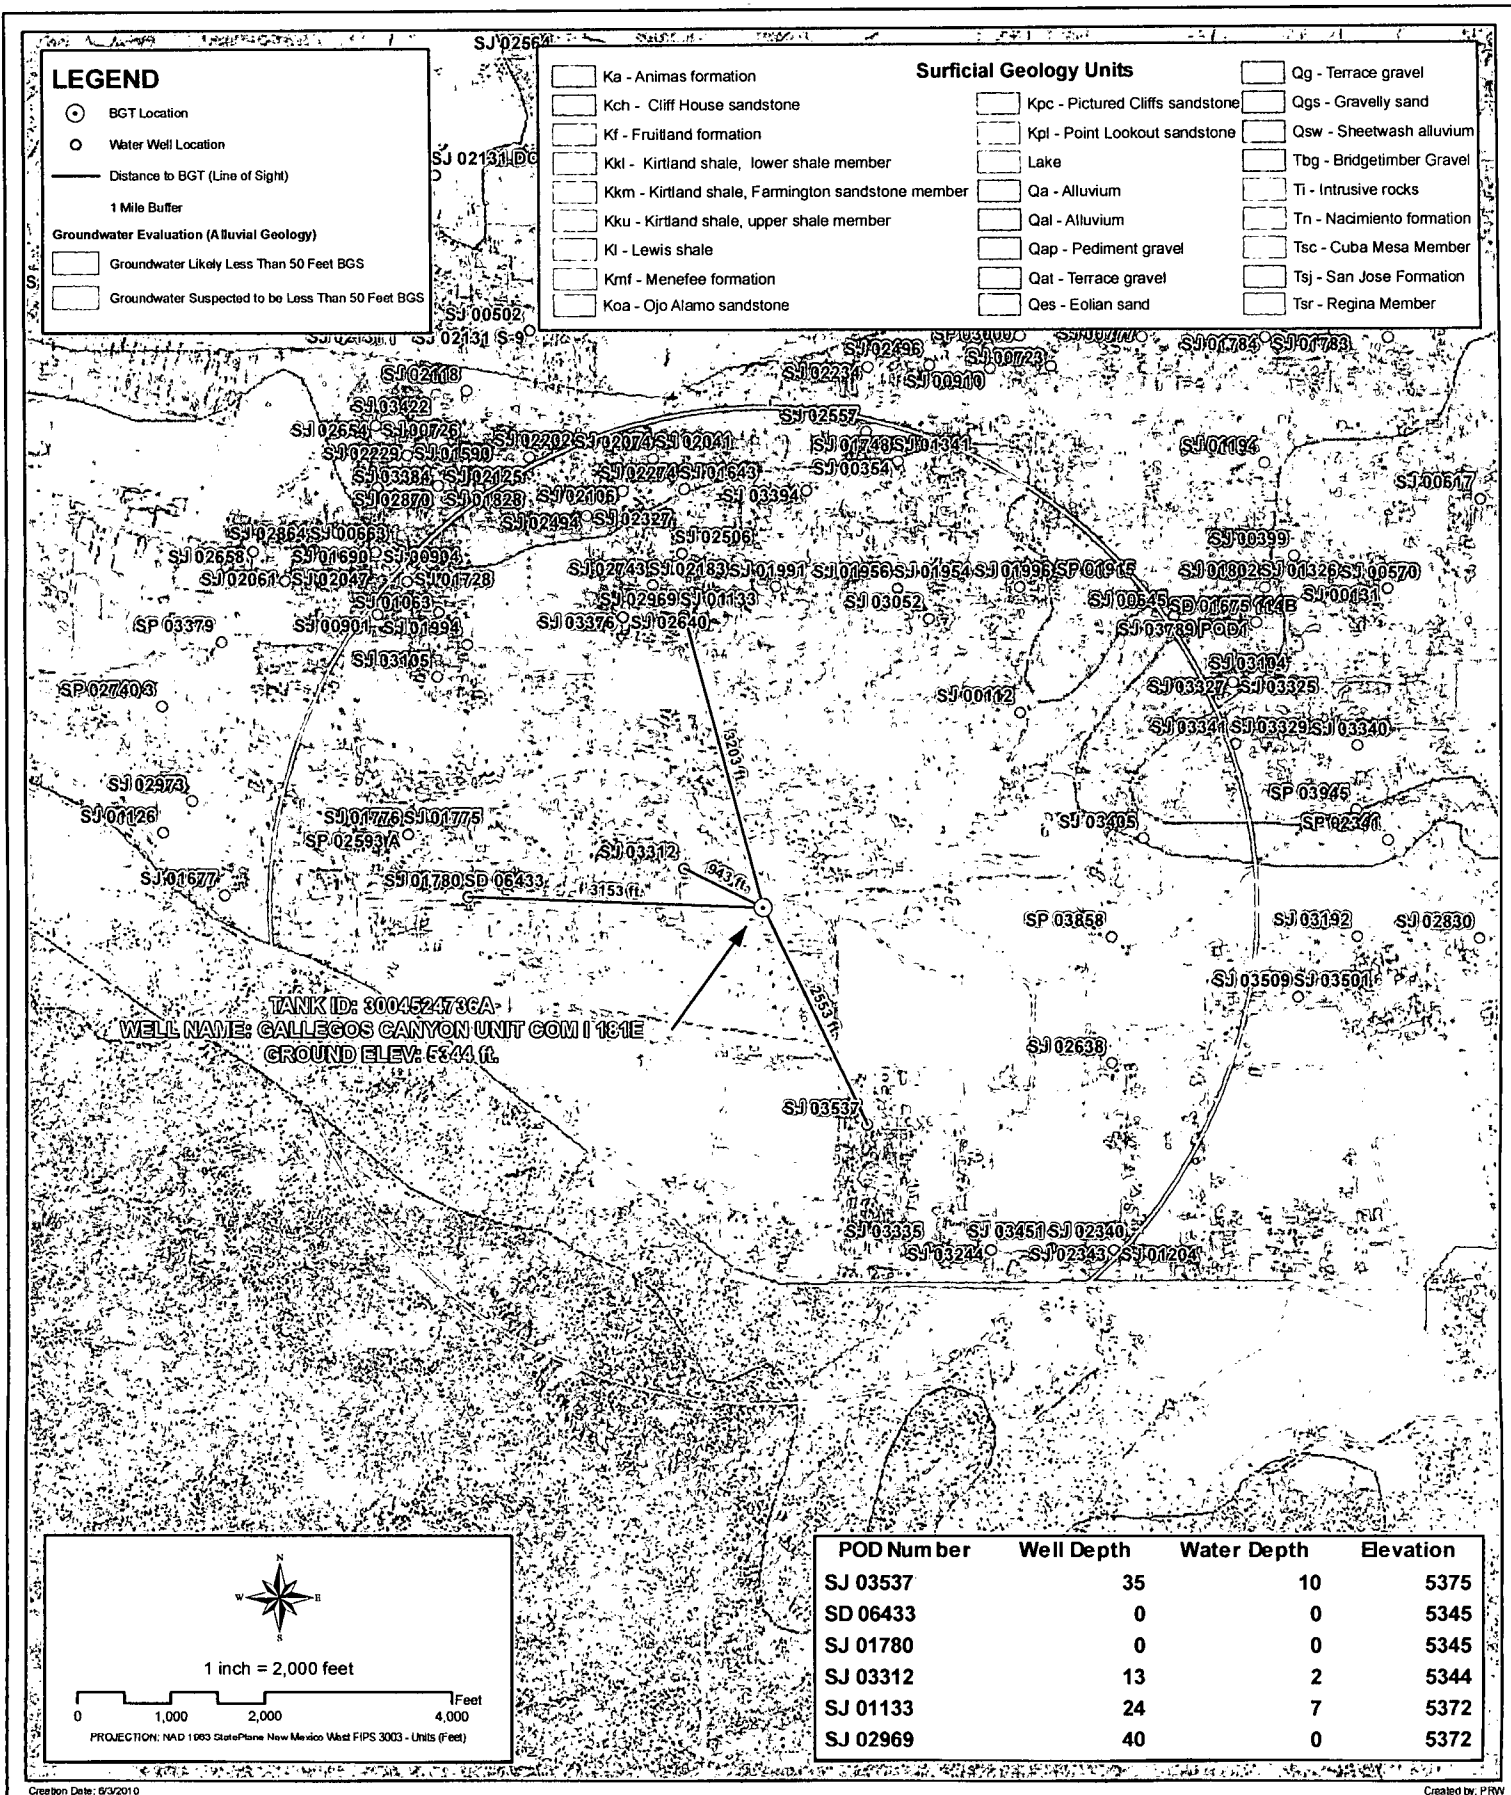 SJ 02564
LEGEND
BGT Location
Water Well Location
Distance to BGT (Line of Sight)
1 Mile Buffer
Groundwater Evaluation (Alluvial Geology)
Groundwater Likely Less Than 50 Feet BGS
Groundwater Suspected to be Less Than 50 Feet BGS
Surficial Geology Units
Ka - Animas formation
Kch - Cliff House sandstone
Kf - Fruitland formation
Kkl - Kirtland shale, lower shale member
Kkm - Kirtland shale, Farmington sandstone member
Kku - Kirtland shale, upper shale member
Kl - Lewis shale
Kmf - Menefee formation
Koa - Ojo Alamo sandstone
Kpc - Pictured Cliffs sandstone
Kpl - Point Lookout sandstone
Lake
Qa - Alluvium
Qal - Alluvium
Qap - Pediment gravel
Qat - Terrace gravel
Qes - Eolian sand
Qg - Terrace gravel
Qgs - Gravelly sand
Qsw - Sheetwash alluvium
Tbg - Bridgetimber Gravel
Ti - Intrusive rocks
Tn - Nacimiento formation
Tsc - Cuba Mesa Member
Tsj - San Jose Formation
Tsr - Regina Member
SJ 02131 DC
SJ 00502
SJ 02131 S-9
SJ 02496
SJ 00777
SJ 01784 SJ 01783
SJ 02118
SJ 02234
SJ 00910
SJ 00723
SJ 03422
SJ 02557
SJ 02654 SJ 00726
SJ 02229 SJ 01590
SJ 02202 SJ 02074 SJ 02041
SJ 01748 SJ 01341
SJ 01194
SJ 03384 SJ 02125
SJ 02274 SJ 01643
SJ 00354
SJ 00617
SJ 02870 SJ 01828
SJ 02106
SJ 03394
SJ 02494 SJ 02327
SJ 02864 SJ 00663
SJ 02506
SJ 00399
SJ 02658
SJ 01690 SJ 00904
SJ 02061 SJ 02047 SJ 01728
SJ 02743 SJ 02183 SJ 01991
SJ 01956 SJ 01954
SJ 01996 SP 01915
SJ 01802 SJ 01326 SJ 00570
SJ 01063
SJ 02969 SJ 01133
SJ 03052
SJ 00645 SD 01675 114B
SJ 00131
SP 03379
SJ 00901 SJ 01994
SJ 03376 SJ 02640
SJ 03789 POD1
SJ 03105
SJ 03104
SP 02740 3
SJ 00112
SJ 03327 SJ 03325
3203 ft.
SJ 03341 SJ 03329 SJ 03340
SJ 02973
SP 03945
SJ 01126
SJ 01776 SJ 01775
SP 02593 A
SJ 03405
SP 02341
SJ 03312
943 ft.
SJ 01677
SJ 01780 SD 06433
3153 ft.
SP 03858
SJ 03192
SJ 02830
SJ 03509 SJ 03501
2553 ft.
TANK ID: 3004524736A
WELL NAME: GALLEGOS CANYON UNIT COM I 181E
GROUND ELEV: 5344 ft.
SJ 02638
SJ 03537
SJ 03335
SJ 03451 SJ 02340
SJ 03244
SJ 02343 SJ 01204
N
W E
S
1 inch = 2,000 feet
Feet
0 1,000 2,000 4,000
PROJECTION: NAD 1983 StatePlane New Mexico West FIPS 3003 - Units (Feet)
POD Number Well Depth Water Depth Elevation
SJ 03537 35 10 5375
SD 06433 0 0 5345
SJ 01780 0 0 5345
SJ 03312 13 2 5344
SJ 01133 24 7 5372
SJ 02969 40 0 5372
Creation Date: 6/3/2010
Created by: PRW